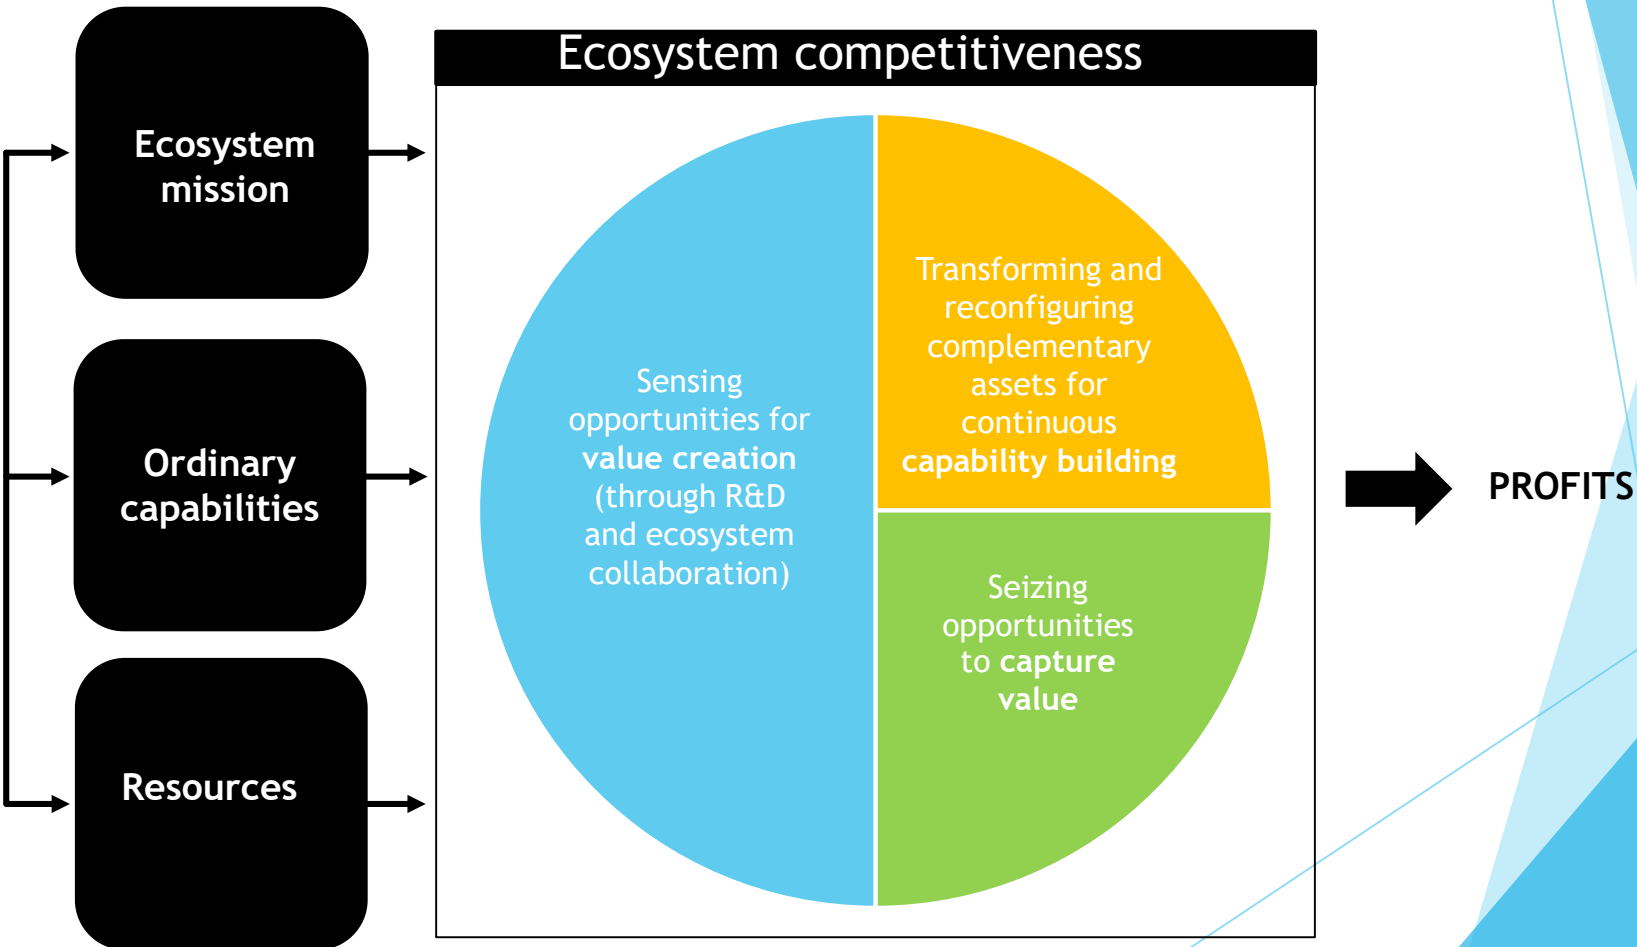 Ecosystem competitiveness
Ecosystem
mission
Ordinary
capabilities
Resources
Sensing
opportunities for
value creation
(through R&D
and ecosystem
collaboration)
Transforming and
reconfiguring
complementary
assets for
continuous
capability building
Seizing
opportunities
to capture
value
PROFITS